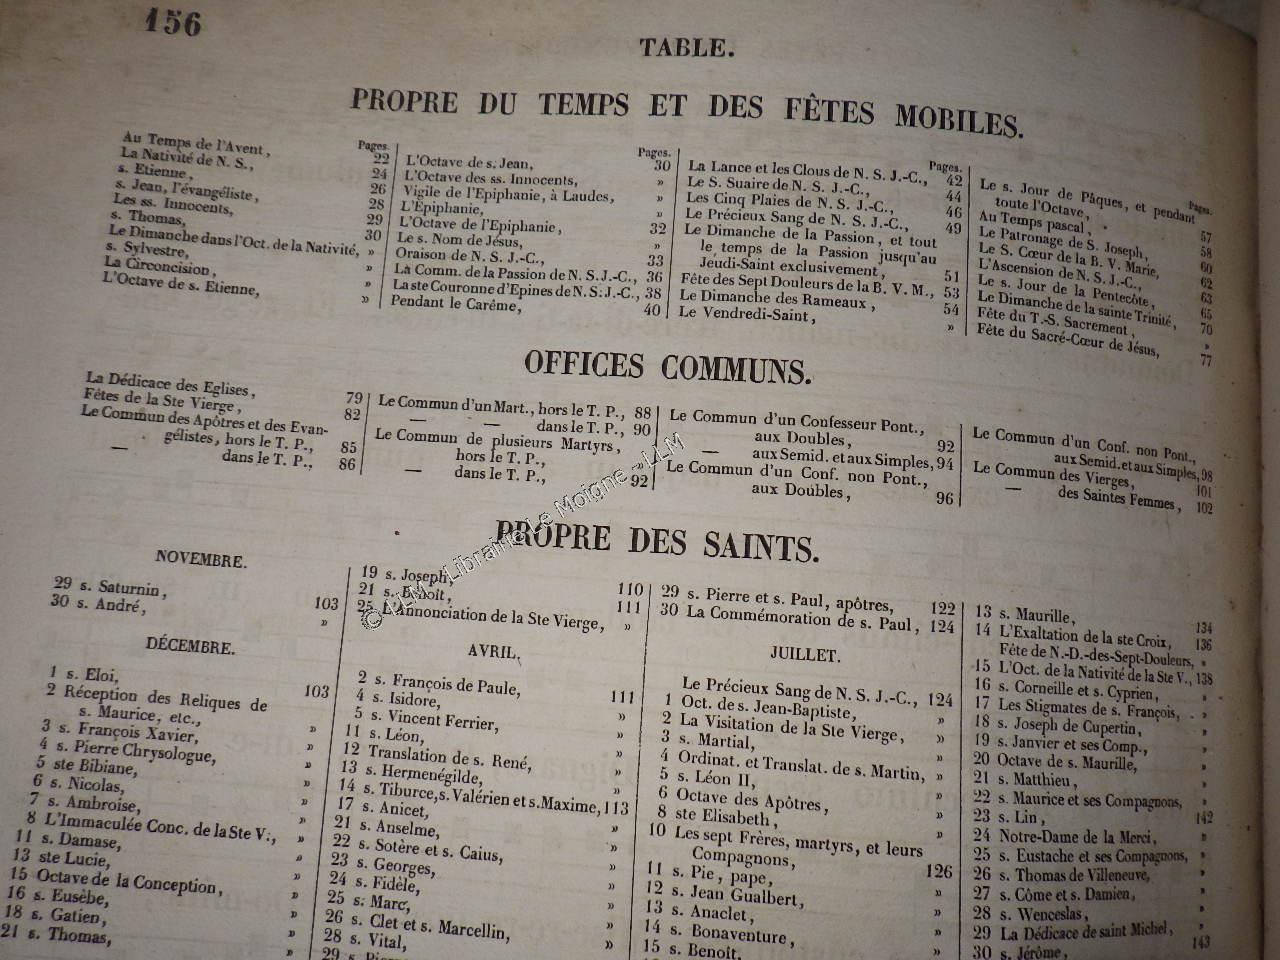 156
TABLE.
PROPRE DU TEMPS ET DES FÊTES MOBILES.
Pages.
Au Temps de l'Avent, 22
La Nativité de N. S., 24
s. Etienne, 26
s. Jean, l'évangéliste, 28
Les ss. Innocents, 29
s. Thomas, 30
Le Dimanche dans l'Oct. de la Nativité, »
s. Sylvestre, »
La Circoncision, »
L'Octave de s. Etienne, »
Pages.
L'Octave de s. Jean, 30
L'Octave des ss. Innocents, »
Vigile de l'Epiphanie, à Laudes, »
L'Epiphanie,
L'Octave de l'Epiphanie, 32
Le s. Nom de Jésus, »
Oraison de N. S. J.-C., 33
La Comm. de la Passion de N. S. J.-C., 36
La ste Couronne d'Epines de N. S. J.-C., 38
Pendant le Carême, 40
Pages.
La Lance et les Clous de N. S. J.-C., 42
Le S. Suaire de N. S. J.-C., 44
Les Cinq Plaies de N. S. J.-C., 46
Le Précieux Sang de N. S. J.-C., 49
Le Dimanche de la Passion, et tout
le temps de la Passion jusqu'au
Jeudi-Saint exclusivement, 51
Fête des Sept Douleurs de la B. V. M., 53
Le Dimanche des Rameaux, 54
Le Vendredi-Saint, »
Pages.
Le s. Jour de Pâques, et pendant
toute l'Octave, 57
Au Temps pascal, 58
Le Patronage de S. Joseph, 60
Le S. Cœur de la B. V. Marie, 62
L'Ascension de N. S. J.-C., 63
Le s. Jour de la Pentecôte, 65
Le Dimanche de la sainte Trinité, 70
Fête du T.-S. Sacrement, »
Fête du Sacré-Cœur de Jésus, 77
OFFICES COMMUNS.
La Dédicace des Eglises, 79
Fêtes de la Ste Vierge, 82
Le Commun des Apôtres et des Evan-
gélistes, hors le T. P., 85
— dans le T. P., 86
Le Commun d'un Mart., hors le T. P., 88
— — dans le T. P., 90
Le Commun de plusieurs Martyrs,
hors le T. P., »
— dans le T. P., 92
Le Commun d'un Confesseur Pont.,
aux Doubles, 92
— aux Semid. et aux Simples, 94
Le Commun d'un Conf. non Pont.,
aux Doubles, 96
Le Commun d'un Conf. non Pont.,
aux Semid. et aux Simples, 98
Le Commun des Vierges, 101
— des Saintes Femmes, 102
PROPRE DES SAINTS.
NOVEMBRE.
29 s. Saturnin, 103
30 s. André, »
DÉCEMBRE.
1 s. Eloi, 103
2 Réception des Reliques de
s. Maurice, etc., »
3 s. François Xavier, »
4 s. Pierre Chrysologue, »
5 ste Bibiane, »
6 s. Nicolas, »
7 s. Ambroise, »
8 L'Immaculée Conc. de la Ste V., »
11 s. Damase, »
13 ste Lucie, »
15 Octave de la Conception, »
16 s. Eusèbe, »
18 s. Gatien, »
21 s. Thomas, »
19 s. Joseph, 110
21 s. Benoît, 111
25 L'Annonciation de la Ste Vierge, »
AVRIL.
2 s. François de Paule, 111
4 s. Isidore, »
5 s. Vincent Ferrier, »
11 s. Léon, »
12 Translation de s. René, »
13 s. Hermenégilde, »
14 s. Tiburce, s. Valérien et s. Maxime, 113
17 s. Anicet, »
21 s. Anselme, »
22 s. Sotère et s. Caius, »
23 s. Georges, »
24 s. Fidèle, »
25 s. Marc, »
26 s. Clet et s. Marcellin, »
28 s. Vital, »
29 s.
29 s. Pierre et s. Paul, apôtres, 122
30 La Commémoration de s. Paul, 124
JUILLET.
Le Précieux Sang de N. S. J.-C., 124
1 Oct. de s. Jean-Baptiste, »
2 La Visitation de la Ste Vierge, »
3 s. Martial, »
4 Ordinat. et Translat. de s. Martin, »
5 s. Léon II, »
6 Octave des Apôtres, »
8 ste Elisabeth, »
10 Les sept Frères, martyrs, et leurs
Compagnons, 126
11 s. Pie, pape, »
12 s. Jean Gualbert, »
13 s. Anaclet, »
14 s. Bonaventure, »
15 s. Benoît, »
13 s. Maurille, 134
14 L'Exaltation de la ste Croix, 136
Fête de N.-D.-des-Sept-Douleurs, »
15 L'Oct. de la Nativité de la Ste V., 138
16 s. Corneille et s. Cyprien, »
17 Les Stigmates de s. François, »
18 s. Joseph de Cupertin, »
19 s. Janvier et ses Comp., »
20 Octave de s. Maurille, »
21 s. Matthieu, »
22 s. Maurice et ses Compagnons, »
23 s. Lin, 142
24 Notre-Dame de la Merci, »
25 s. Eustache et ses Compagnons, »
26 s. Thomas de Villeneuve, »
27 s. Côme et s. Damien, »
28 s. Wenceslas, »
29 La Dédicace de saint Michel, »
30 s. Jérôme, 143
© LLM - Librairie Le Moigne - LLM